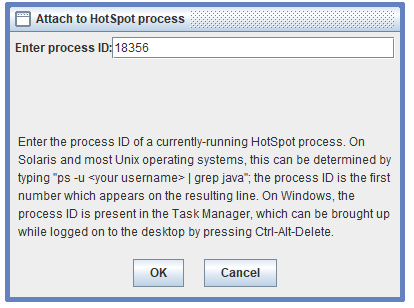 Attach to HotSpot process
Enter process ID: 18356
Enter the process ID of a currently-running HotSpot process. On
Solaris and most Unix operating systems, this can be determined by
typing "ps -u <your username> | grep java"; the process ID is the first
number which appears on the resulting line. On Windows, the
process ID is present in the Task Manager, which can be brought up
while logged on to the desktop by pressing Ctrl-Alt-Delete.
OK Cancel